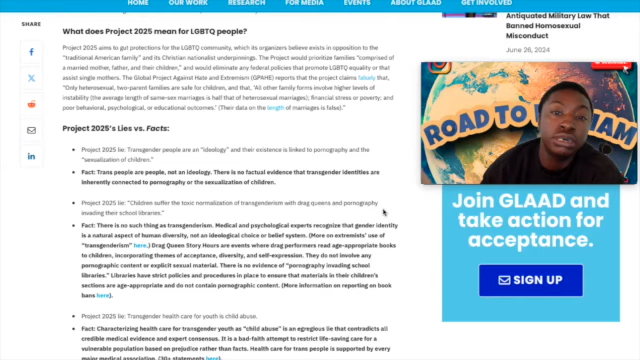 HOME
OUR WORK
RESEARCH
FOR MEDIA
EVENTS
ABOUT GLAAD
GET INVOLVED
SHARE
What does Project 2025 mean for LGBTQ people?
Project 2025 aims to gut protections for the LGBTQ community, which its organizers believe exists in opposition to the
"traditional American family" and its Christian nationalist underpinnings. The Project would prioritize families "comprised of
a married mother, father, and their children," and would eliminate any federal policies that promote LGBTQ equality or that
assist single mothers. The Global Project Against Hate and Extremism (GPAHE) reports that the project claims falsely that,
"Only heterosexual, two-parent families are safe for children, and that, 'All other family forms involve higher levels of
instability (the average length of same-sex marriages is half that of heterosexual marriages); financial stress or poverty; and
poor behavioral, psychological, or educational outcomes.' (Their data on the length of marriages is false)."
Project 2025's Lies vs. Facts:
Project 2025 lie: Transgender people are an "ideology" and their existence is linked to pornography and the
"sexualization of children."
Fact: Trans people are people, not an ideology. There is no factual evidence that transgender identities are
inherently connected to pornography or the sexualization of children.
Project 2025 lie: "Children suffer the toxic normalization of transgenderism with drag queens and pornography
invading their school libraries."
Fact: There is no such thing as transgenderism. Medical and psychological experts recognize that gender identity
is a natural aspect of human diversity, not an ideological choice or belief system. (More on extremists' use of
"transgenderism" here.) Drag Queen Story Hours are events where drag performers read age-appropriate books
to children, incorporating themes of acceptance, diversity, and self-expression. They do not involve any
pornographic content or explicit sexual material. There is no evidence of "pornography invading school
libraries." Libraries have strict policies and procedures in place to ensure that materials in their children's
sections are age-appropriate and do not contain pornographic content. (More information on reporting on book
bans here).
Project 2025 lie: Transgender health care for youth is child abuse.
Fact: Characterizing health care for transgender youth as "child abuse" is an egregious lie that contradicts all
credible medical evidence and expert consensus. It is a bad-faith attempt to restrict life-saving care for a
vulnerable population based on prejudice rather than facts. Health care for trans people is supported by every
major medical association. (30+ statements here)
Antiquated Military Law That
Banned Homosexual
Misconduct
June 26, 2024
ROAD TO
Join GLAAD and
take action for
acceptance.
SIGN UP